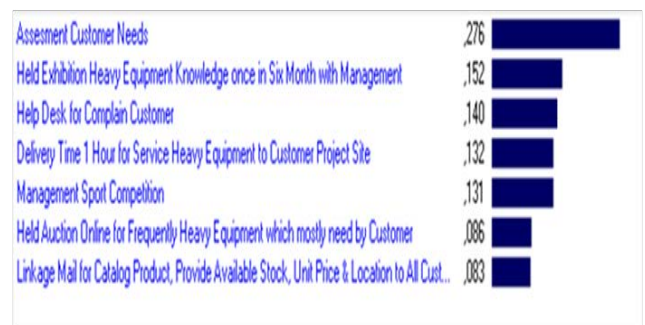 Assesment Customer Needs ,276
Held Exhibition Heavy Equipment Knowledge once in Six Month with Management ,152
Help Desk for Complain Customer ,140
Delivery Time 1 Hour for Service Heavy Equipment to Customer Project Site ,132
Management Sport Competition ,131
Held Auction Online for Frequently Heavy Equipment which mostly need by Customer ,086
Linkage Mail for Catalog Product, Provide Available Stock, Unit Price & Location to All Cust... ,083